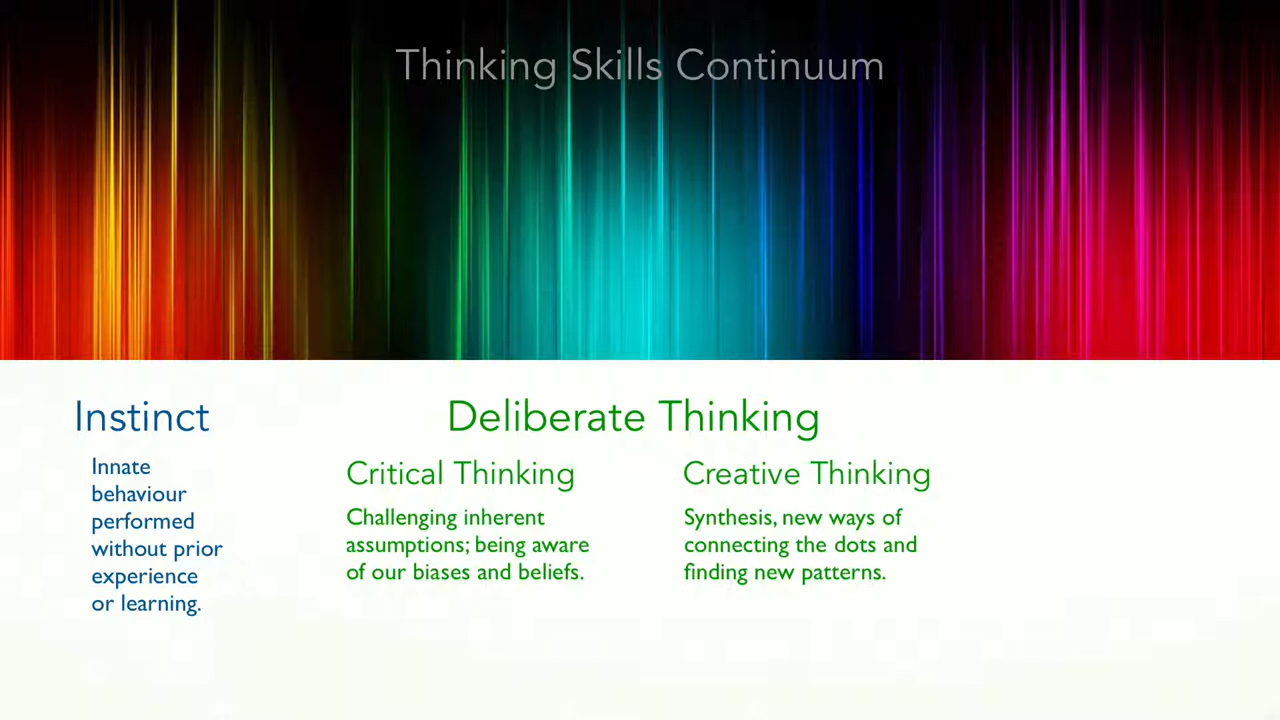 Thinking Skills Continuum
Instinct
Innate
behaviour
performed
without prior
experience
or learning.
Deliberate Thinking
Critical Thinking
Challenging inherent
assumptions; being aware
of our biases and beliefs.
Creative Thinking
Synthesis, new ways of
connecting the dots and
finding new patterns.